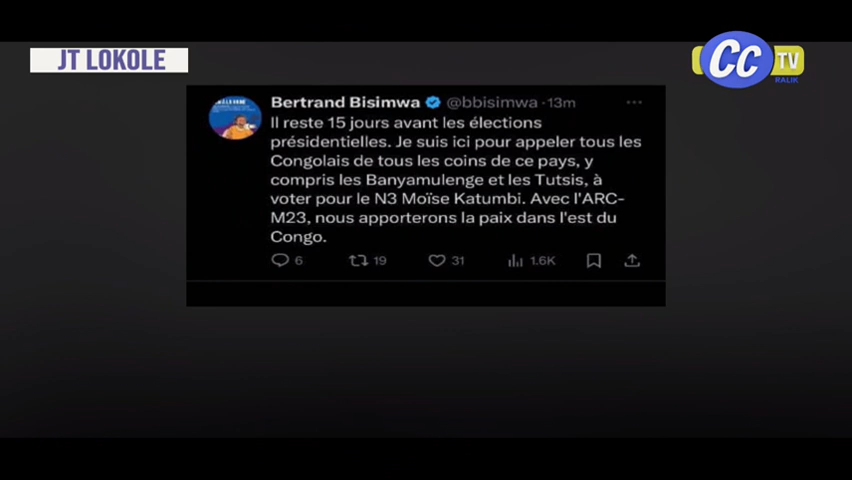 JT LOKOLE
CC TV
RALIK
Bertrand Bisimwa @bbisimwa · 13m
Il reste 15 jours avant les élections
présidentielles. Je suis ici pour appeler tous les
Congolais de tous les coins de ce pays, y
compris les Banyamulenge et les Tutsis, à
voter pour le N3 Moïse Katumbi. Avec l'ARC-
M23, nous apporterons la paix dans l'est du
Congo.
6 19 31 1.6K